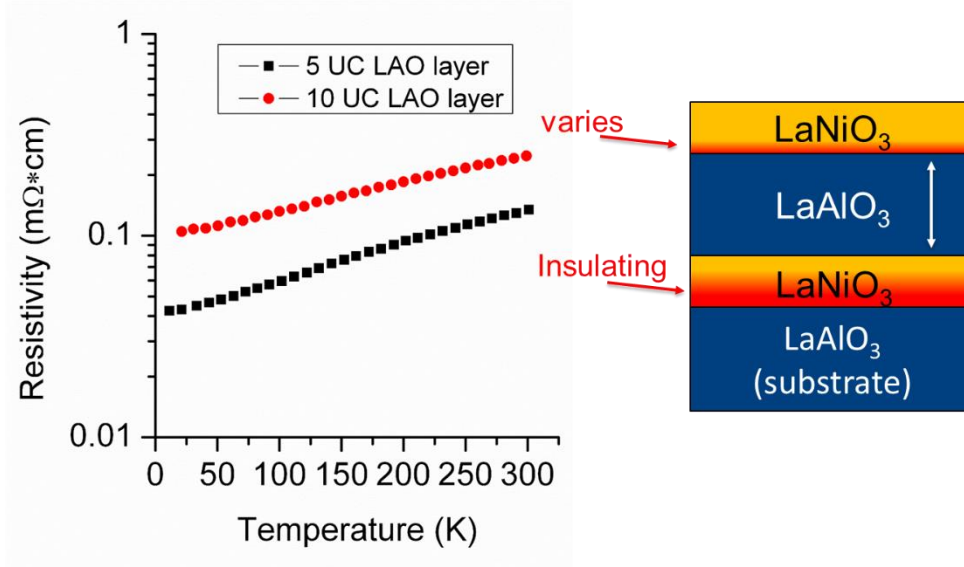 1
0.1
0.01
Resistivity (mΩ*cm)
0 50 100 150 200 250 300
Temperature (K)
5 UC LAO layer
10 UC LAO layer
varies
Insulating
LaNiO₃
LaAlO₃
LaNiO₃
LaAlO₃
(substrate)